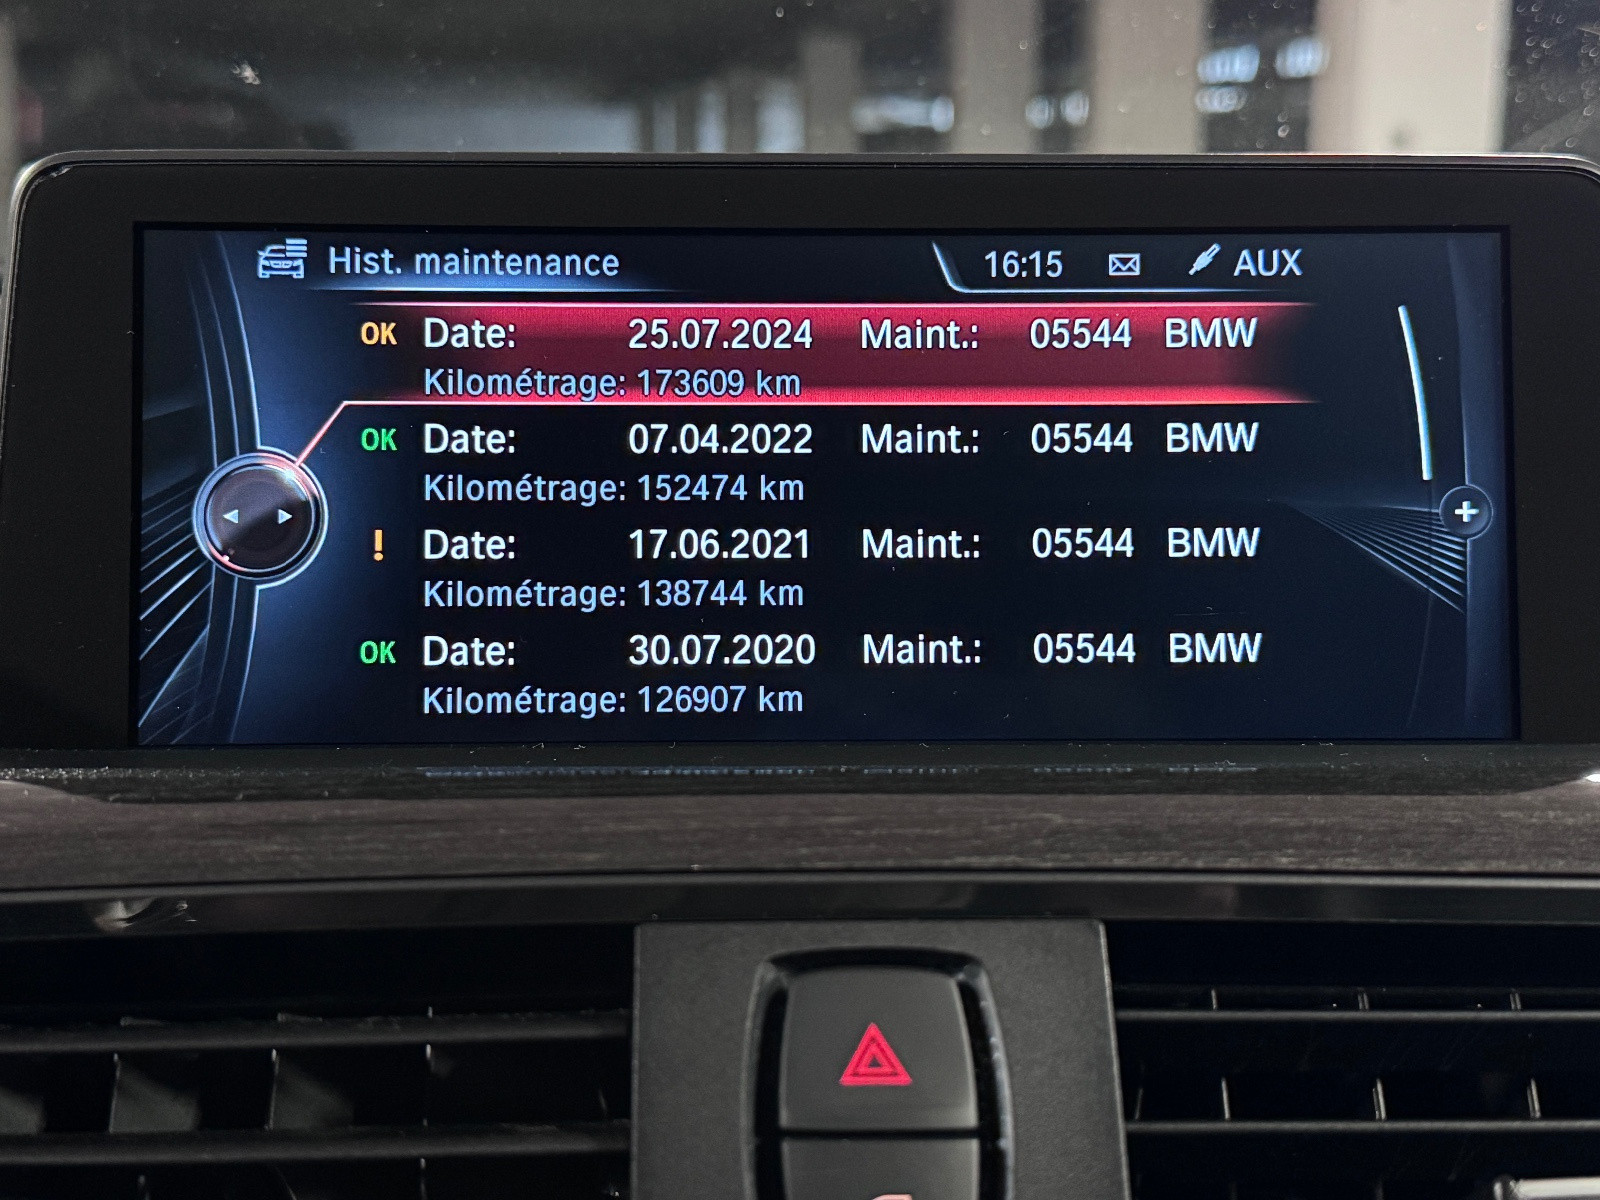 Hist. maintenance 16:15 AUX
OK Date: 25.07.2024 Maint.: 05544 BMW
Kilométrage: 173609 km
OK Date: 07.04.2022 Maint.: 05544 BMW
Kilométrage: 152474 km
! Date: 17.06.2021 Maint.: 05544 BMW
Kilométrage: 138744 km
OK Date: 30.07.2020 Maint.: 05544 BMW
Kilométrage: 126907 km